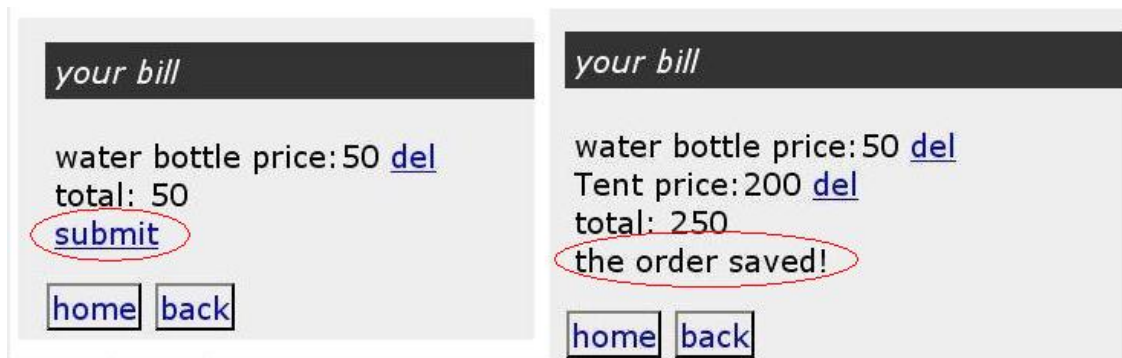 your bill
water bottle price:50 del
total: 50
submit
home back
your bill
water bottle price:50 del
Tent price:200 del
total: 250
the order saved!
home back